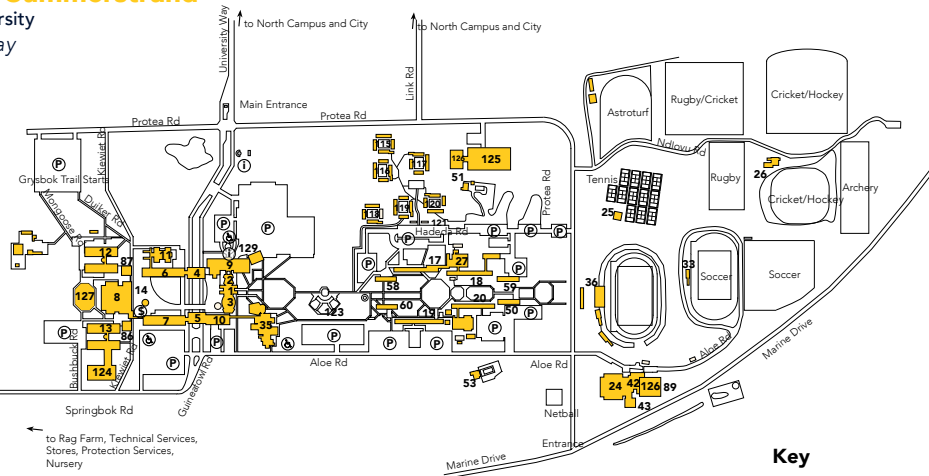 Summerstrand
ersity
ay
to North Campus and City
to North Campus and City
University Way
Link Rd
Main Entrance
Protea Rd
Protea Rd
Protea Rd
Kiewiet Rd
P
Grysbok Trail Start
Mongoose Rd
Duiker Rd
i
Astroturf
Rugby/Cricket
Cricket/Hockey
Ndlovu Rd
Tennis
Rugby
26
Cricket/Hockey
Archery
25
15
16
17
18
19
20
121
126
125
51
Hadeda Rd
P
P
P
P
P
P
P
P
P
i
129
12
11
87
6
4
9
2
1
3
127
8
14
S
13
86
7
5
10
35
124
P
P
P
P
123
17
27
58
18
59
60
20
50
19
P
P
P
P
36
33
Soccer
Soccer
Bushbuck Rd
Kiewiet Rd
Guineafowl Rd
Aloe Rd
Aloe Rd
Aloe Rd
Marine Drive
53
24
42
126
89
43
Netball
Springbok Rd
to Rag Farm, Technical Services,
Stores, Protection Services,
Nursery
Entrance
Marine Drive
Key